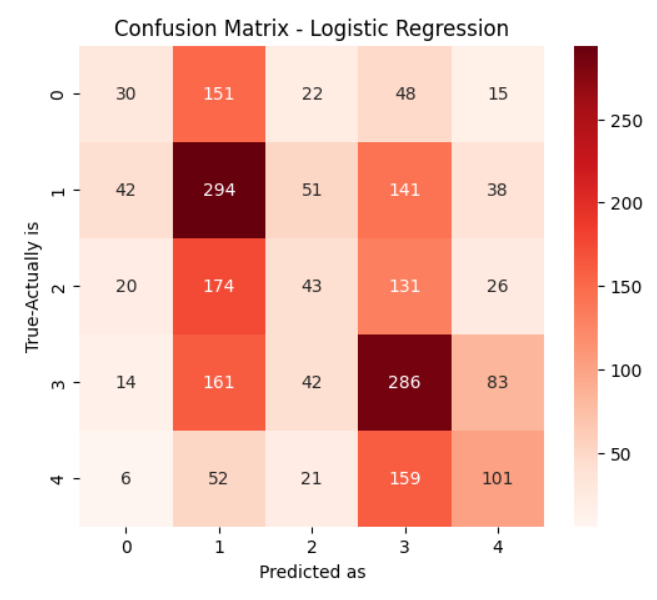 Confusion Matrix - Logistic Regression
True-Actually is
0 30 151 22 48 15
1 42 294 51 141 38
2 20 174 43 131 26
3 14 161 42 286 83
4 6 52 21 159 101
0 1 2 3 4
Predicted as
250
200
150
100
50